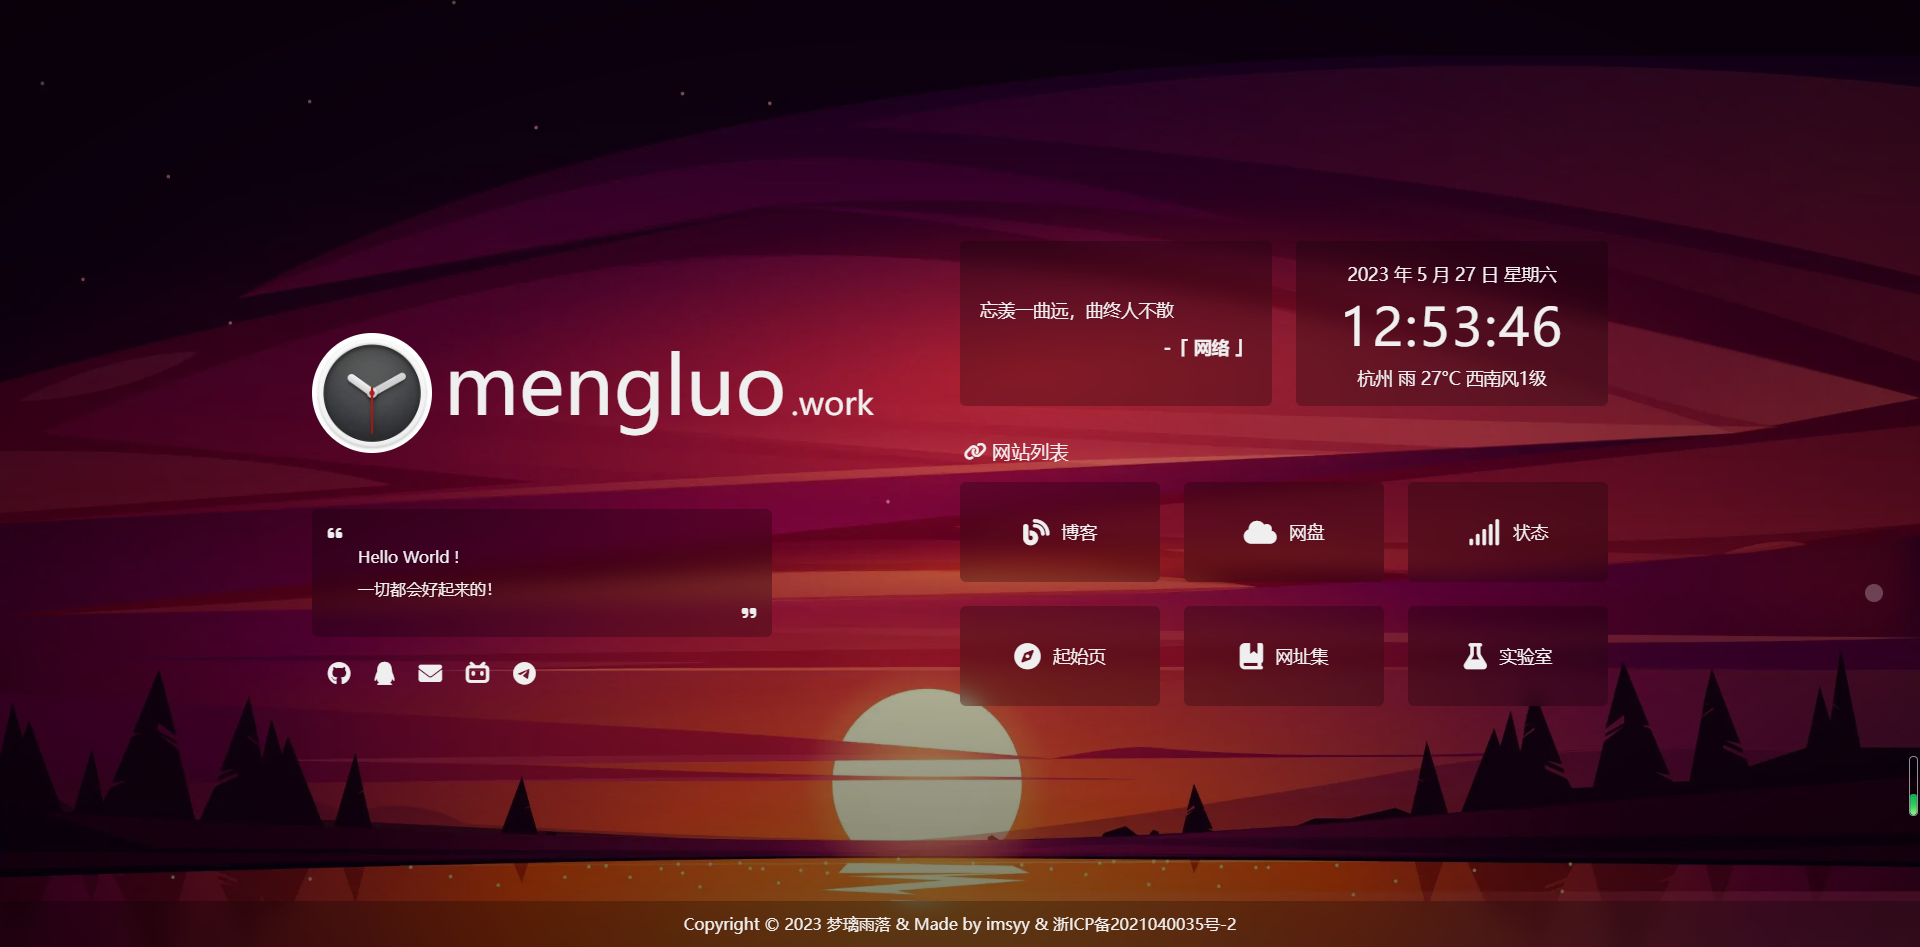 mengluo.work
Hello World !
一切都会好起来的!
忘羡一曲远，曲终人不散
-「 网络 」
2023 年 5 月 27 日 星期六
12:53:46
杭州 雨 27℃ 西南风1级
网站列表
博客
网盘
状态
起始页
网址集
实验室
Copyright © 2023 梦璃雨落 & Made by imsyy & 浙ICP备2021040035号-2